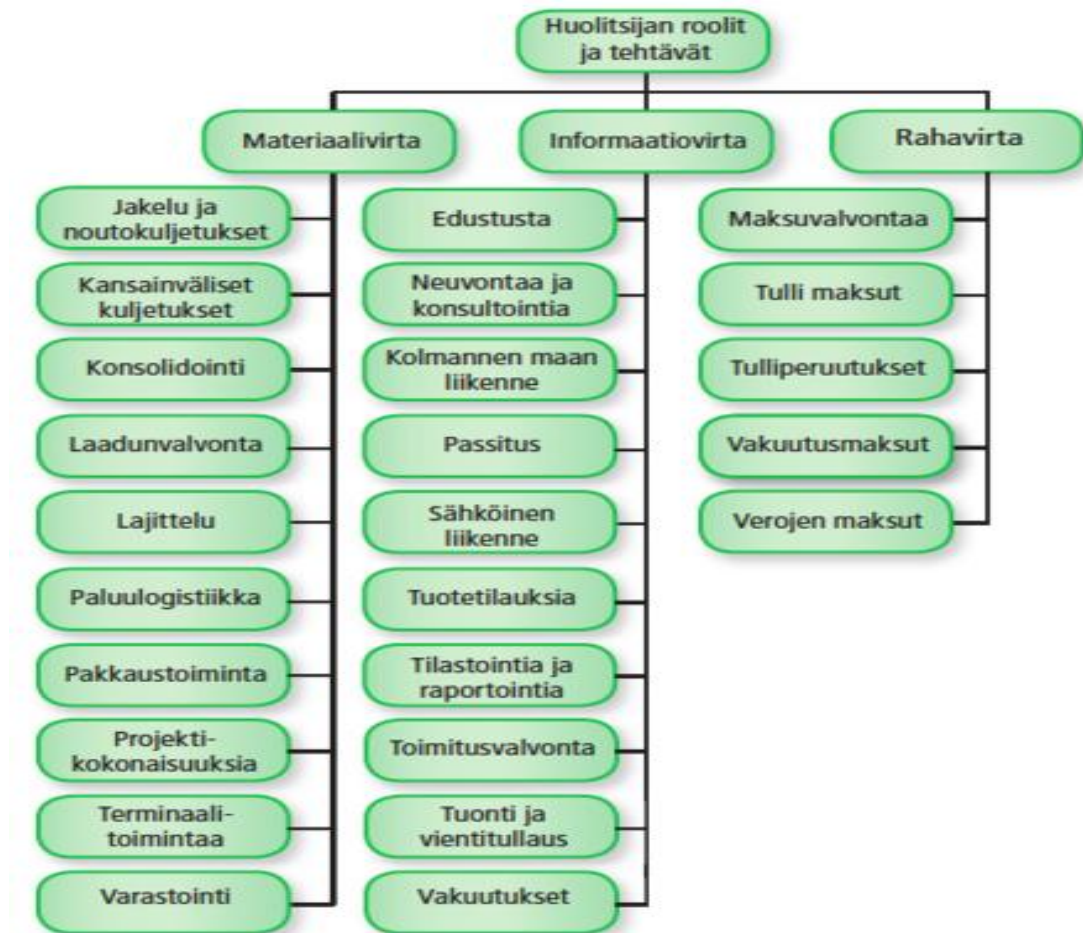 Huolitsijan roolit
ja tehtävät
Materiaalivirta
Informaatiovirta
Rahavirta
Jakelu ja
noutokuljetukset
Kansainväliset
kuljetukset
Konsolidointi
Laadunvalvonta
Lajittelu
Paluulogistiikka
Pakkaustoiminta
Projekti-
kokonaisuuksia
Terminaali-
toimintaa
Varastointi
Edustusta
Neuvontaa ja
konsultointia
Kolmannen maan
liikenne
Passitus
Sähköinen
liikenne
Tuotetilauksia
Tilastointia ja
raportointia
Toimitusvalvonta
Tuonti ja
vientitullaus
Vakuutukset
Maksuvalvontaa
Tulli maksut
Tulliperuutukset
Vakuutusmaksut
Verojen maksut